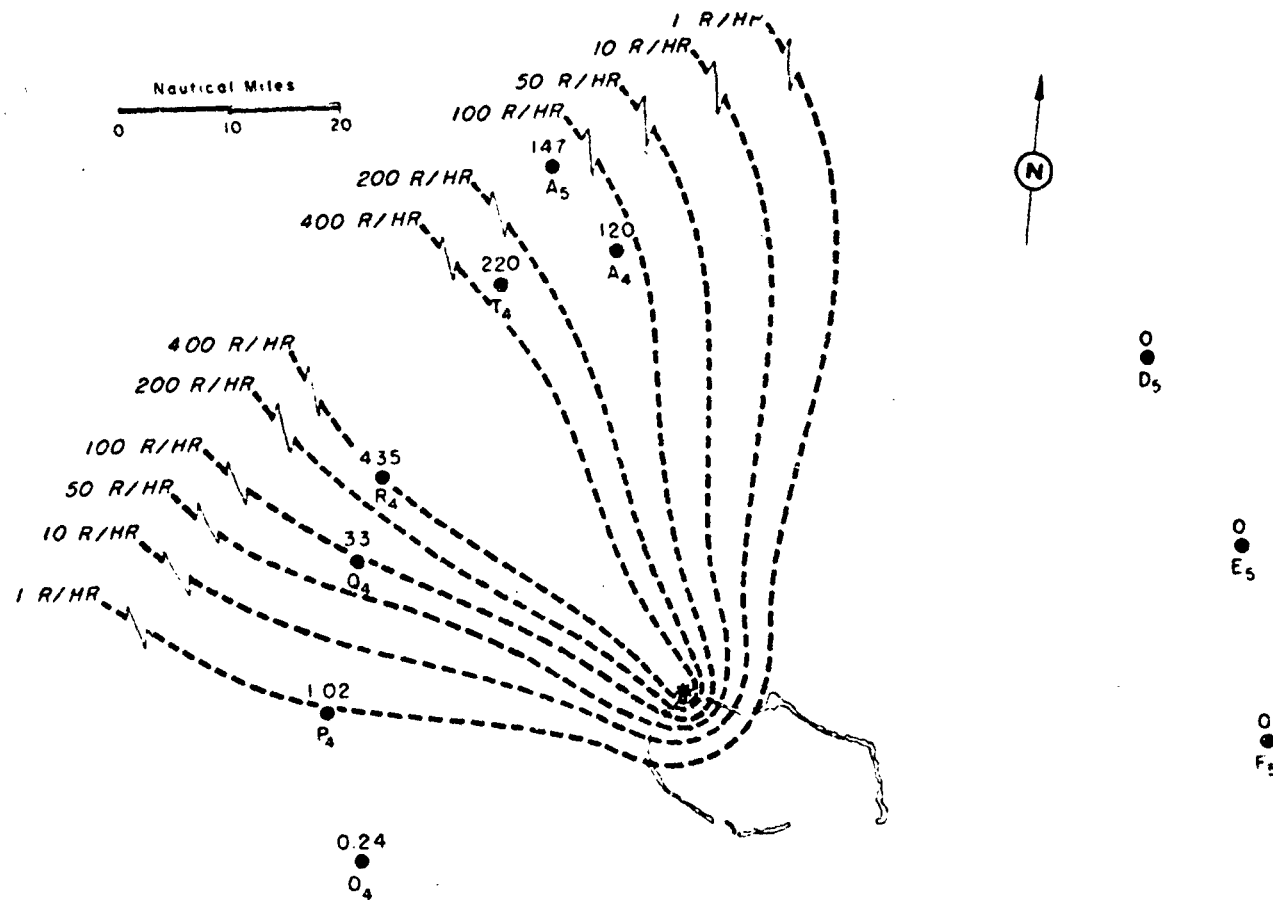 1 R/HR
10 R/HR
Nautical Miles
0 10 20
50 R/HR
100 R/HR
147
A5
N
200 R/HR
400 R/HR
120
A4
220
T4
0
D5
400 R/HR
200 R/HR
100 R/HR
435
R4
50 R/HR
10 R/HR
33
Q4
0
E5
1 R/HR
1.02
P4
0
F5
0.24
O4